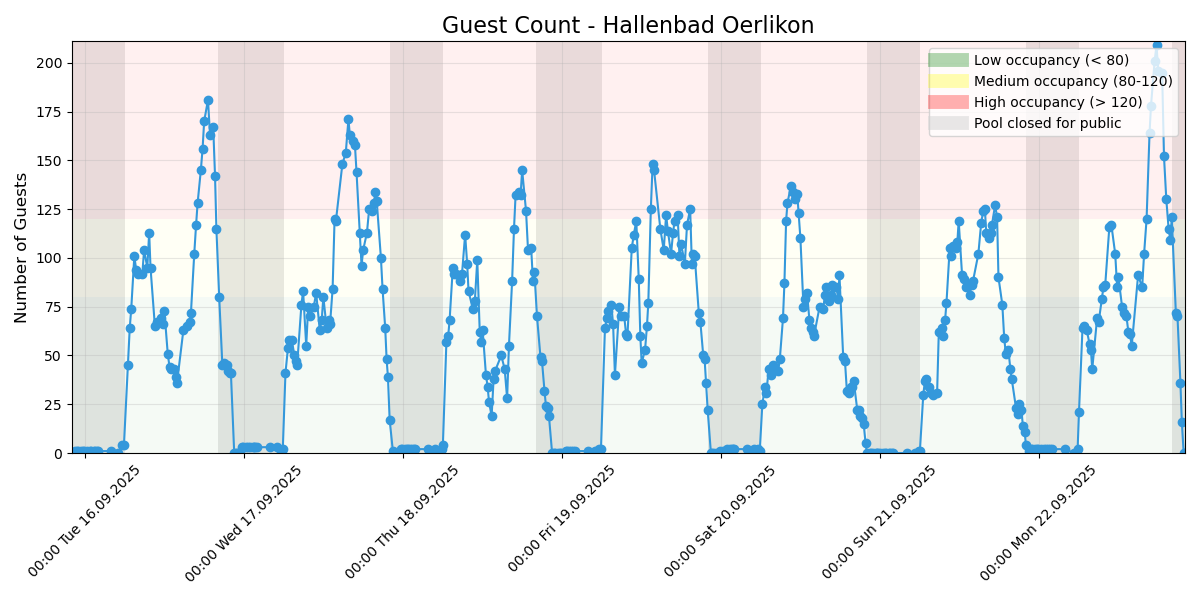 Guest Count - Hallenbad Oerlikon
Number of Guests
200
175
150
125
100
75
50
25
0
Low occupancy (< 80)
Medium occupancy (80-120)
High occupancy (> 120)
Pool closed for public
00:00 Tue 16.09.2025
00:00 Wed 17.09.2025
00:00 Thu 18.09.2025
00:00 Fri 19.09.2025
00:00 Sat 20.09.2025
00:00 Sun 21.09.2025
00:00 Mon 22.09.2025